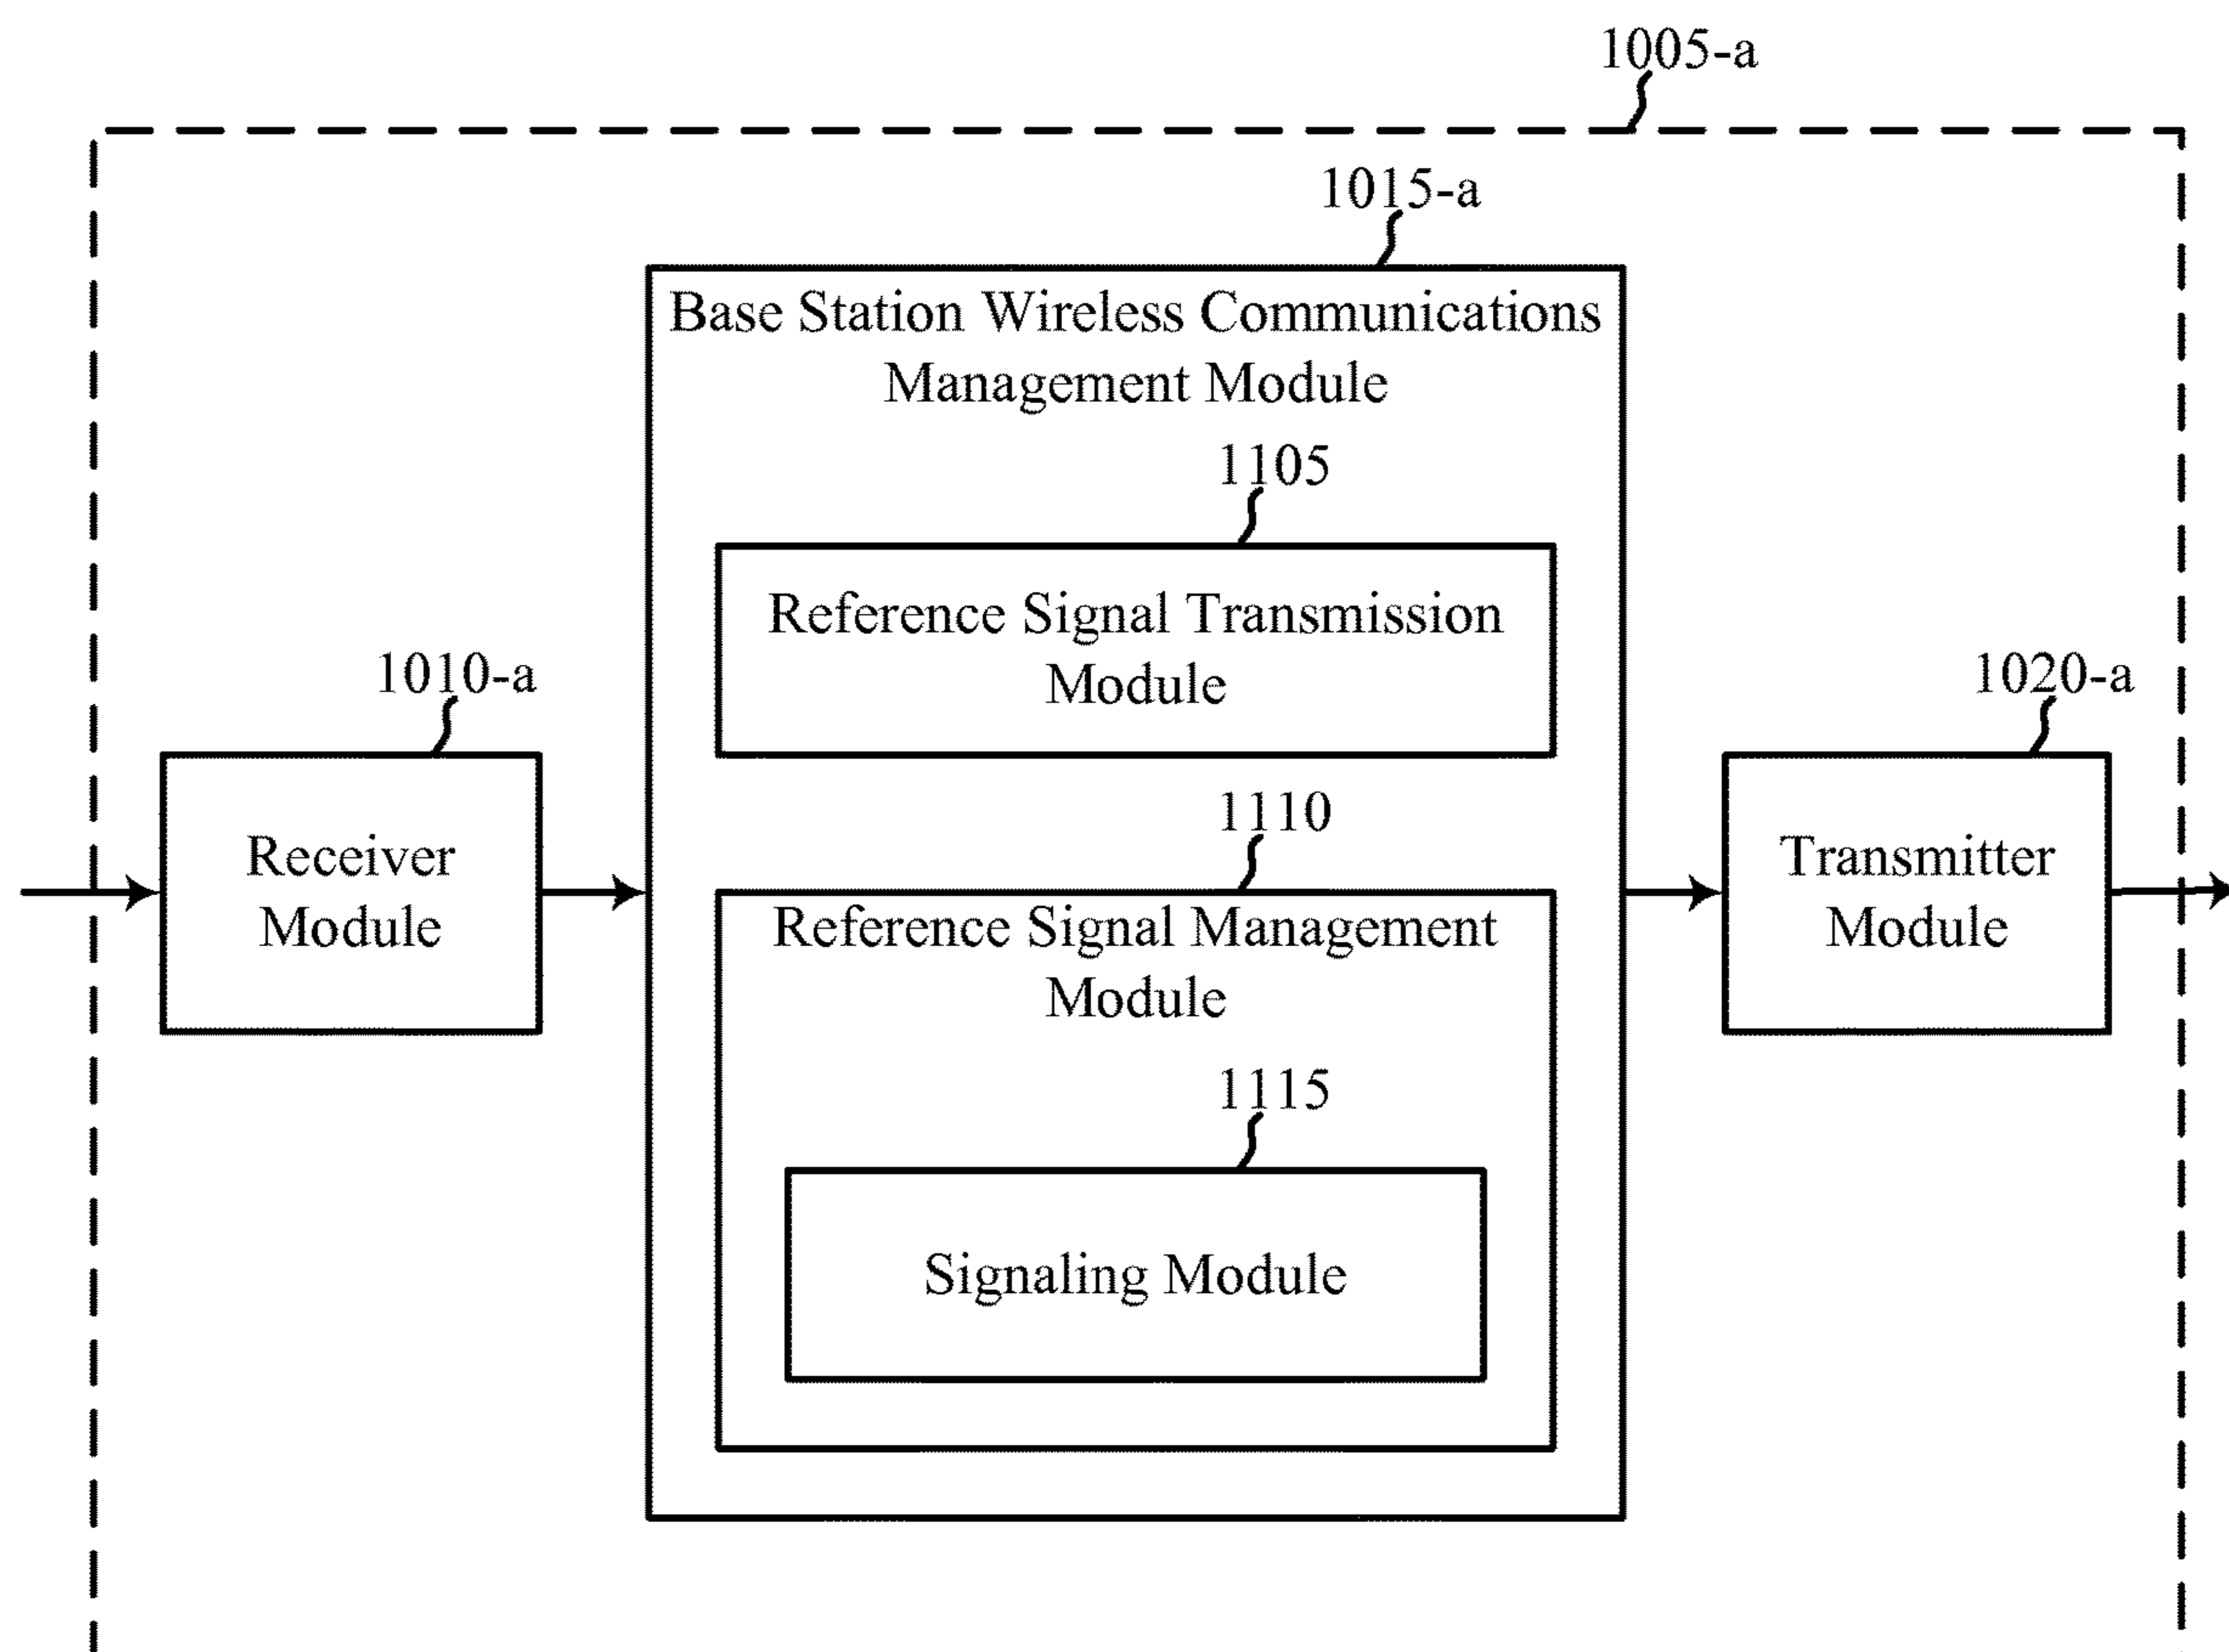 1005-a
1015-a
Base Station Wireless Communications
Management Module
1105
Reference Signal Transmission
Module
1010-a
1020-a
Receiver
Module
1110
Reference Signal Management
Module
Transmitter
Module
1115
Signaling Module